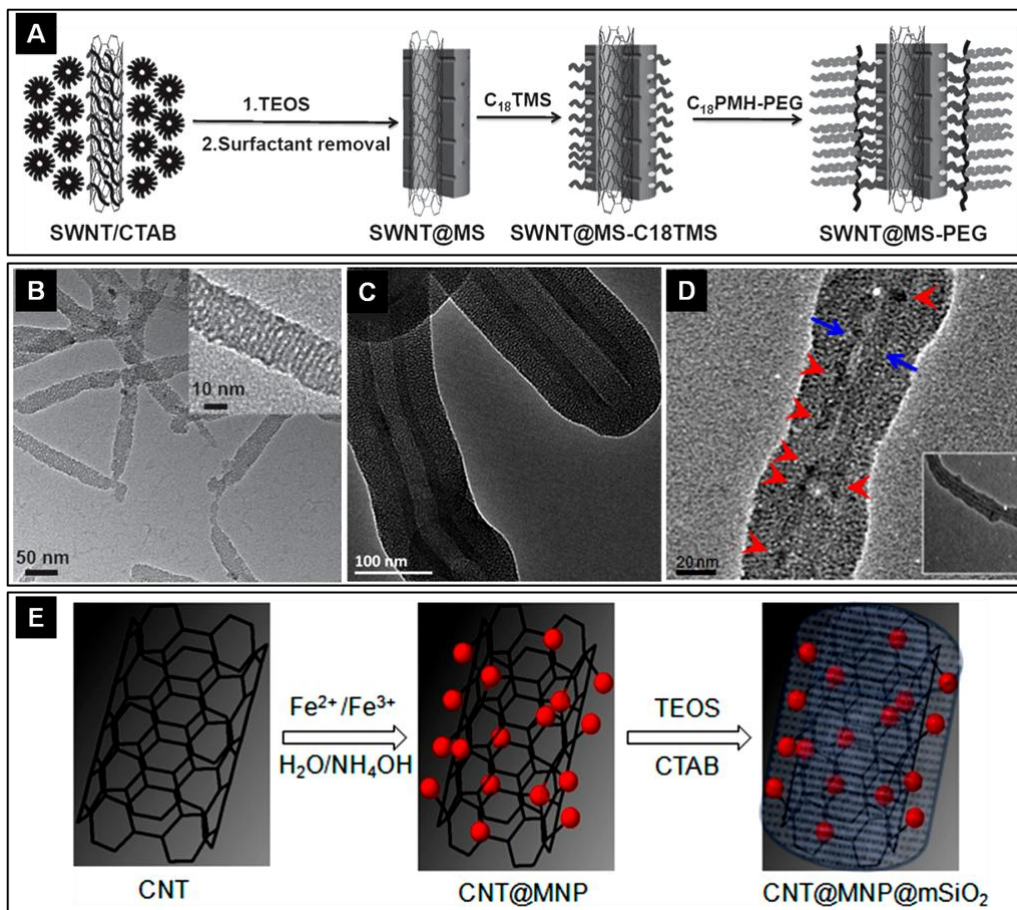 A
1.TEOS
2.Surfactant removal
C₁₈TMS
C₁₈PMH-PEG
SWNT/CTAB
SWNT@MS
SWNT@MS-C18TMS
SWNT@MS-PEG
B
10 nm
50 nm
C
100 nm
D
20nm
E
Fe²⁺/Fe³⁺
H₂O/NH₄OH
TEOS
CTAB
CNT
CNT@MNP
CNT@MNP@mSiO₂